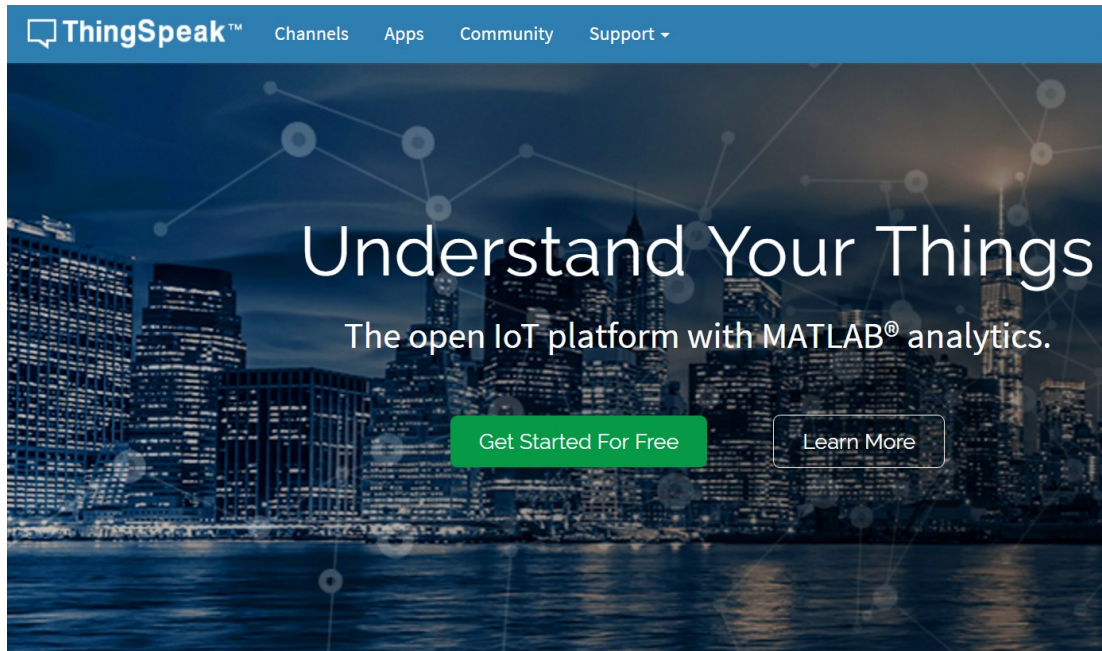 ThingSpeak™ Channels Apps Community Support
Understand Your Things
The open IoT platform with MATLAB® analytics.
Get Started For Free Learn More